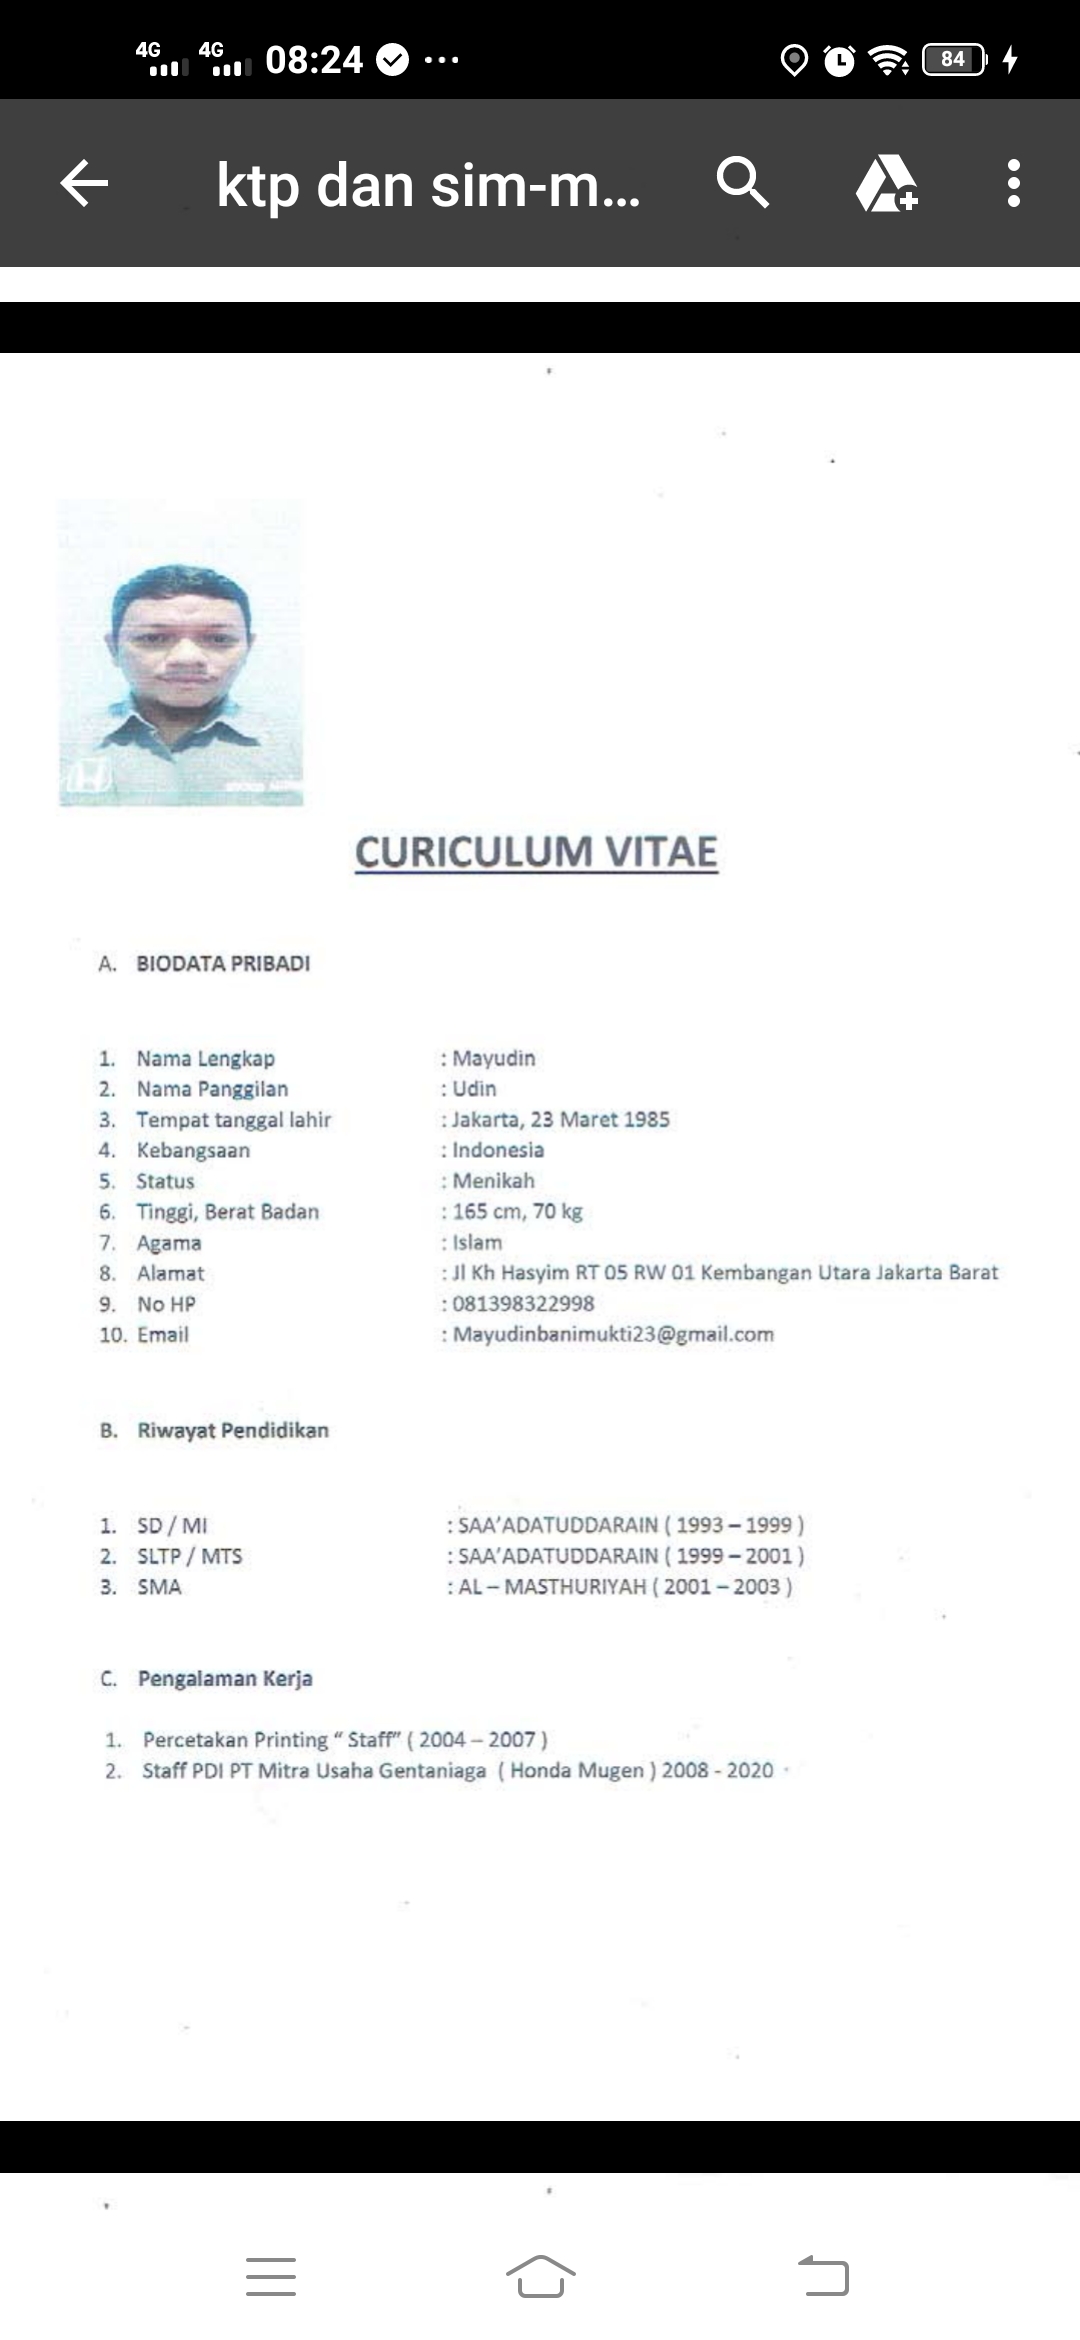 4G 4G 08:24 84
ktp dan sim-m...
CURICULUM VITAE
A. BIODATA PRIBADI
1. Nama Lengkap : Mayudin
2. Nama Panggilan : Udin
3. Tempat tanggal lahir : Jakarta, 23 Maret 1985
4. Kebangsaan : Indonesia
5. Status : Menikah
6. Tinggi, Berat Badan : 165 cm, 70 kg
7. Agama : Islam
8. Alamat : Jl Kh Hasyim RT 05 RW 01 Kembangan Utara Jakarta Barat
9. No HP : 081398322998
10. Email : Mayudinbanimukti23@gmail.com
B. Riwayat Pendidikan
1. SD / MI : SAA'ADATUDDARAIN ( 1993 – 1999 )
2. SLTP / MTS : SAA'ADATUDDARAIN ( 1999 – 2001 )
3. SMA : AL – MASTHURIYAH ( 2001 – 2003 )
C. Pengalaman Kerja
1. Percetakan Printing “ Staff” ( 2004 – 2007 )
2. Staff PDI PT Mitra Usaha Gentaniaga ( Honda Mugen ) 2008 - 2020